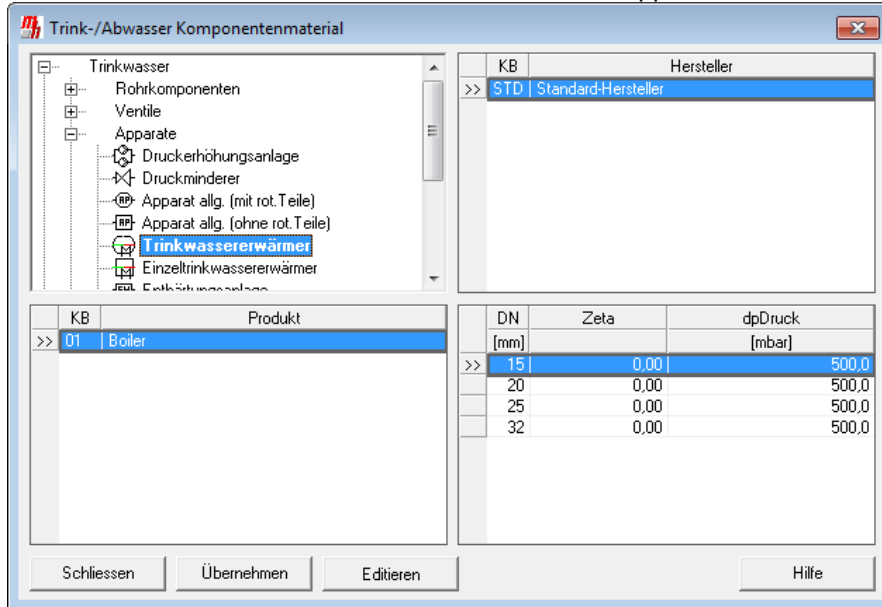 Trink-/Abwasser Komponentenmaterial
Trinkwasser
Rohrkomponenten
Ventile
Apparate
Druckerhöhungsanlage
Druckminderer
Apparat allg. (mit rot.Teile)
Apparat allg. (ohne rot.Teile)
Trinkwassererwärmer
Einzeltrinkwassererwärmer
Enthärtungsanlage
KB Hersteller
>> STD Standard-Hersteller
KB Produkt
>> 01 Boiler
DN Zeta dpDruck
[mm] [mbar]
>> 15 0,00 500,0
20 0,00 500,0
25 0,00 500,0
32 0,00 500,0
Schliessen Übernehmen Editieren Hilfe